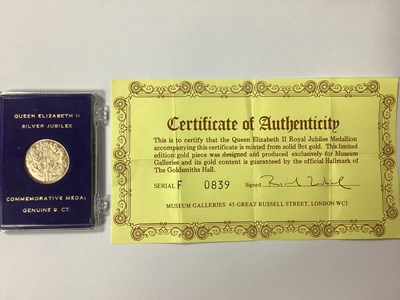 QUEEN ELIZABETH II
SILVER JUBILEE
COMMEMORATIVE MEDAL
GENUINE 9 CT.
Certificate of Authenticity
This is to certify that the Queen Elizabeth II Royal Jubilee Medallion
accompanying this certificate is minted from solid 9ct gold. This
limited edition gold piece was designed and produced exclusively for Museum
Galleries and its gold content is guaranteed by the official Hallmark of
The Goldsmiths Hall.
SERIAL F 0839 Signed
MUSEUM GALLERIES 45 GREAT RUSSELL STREET, LONDON WC1